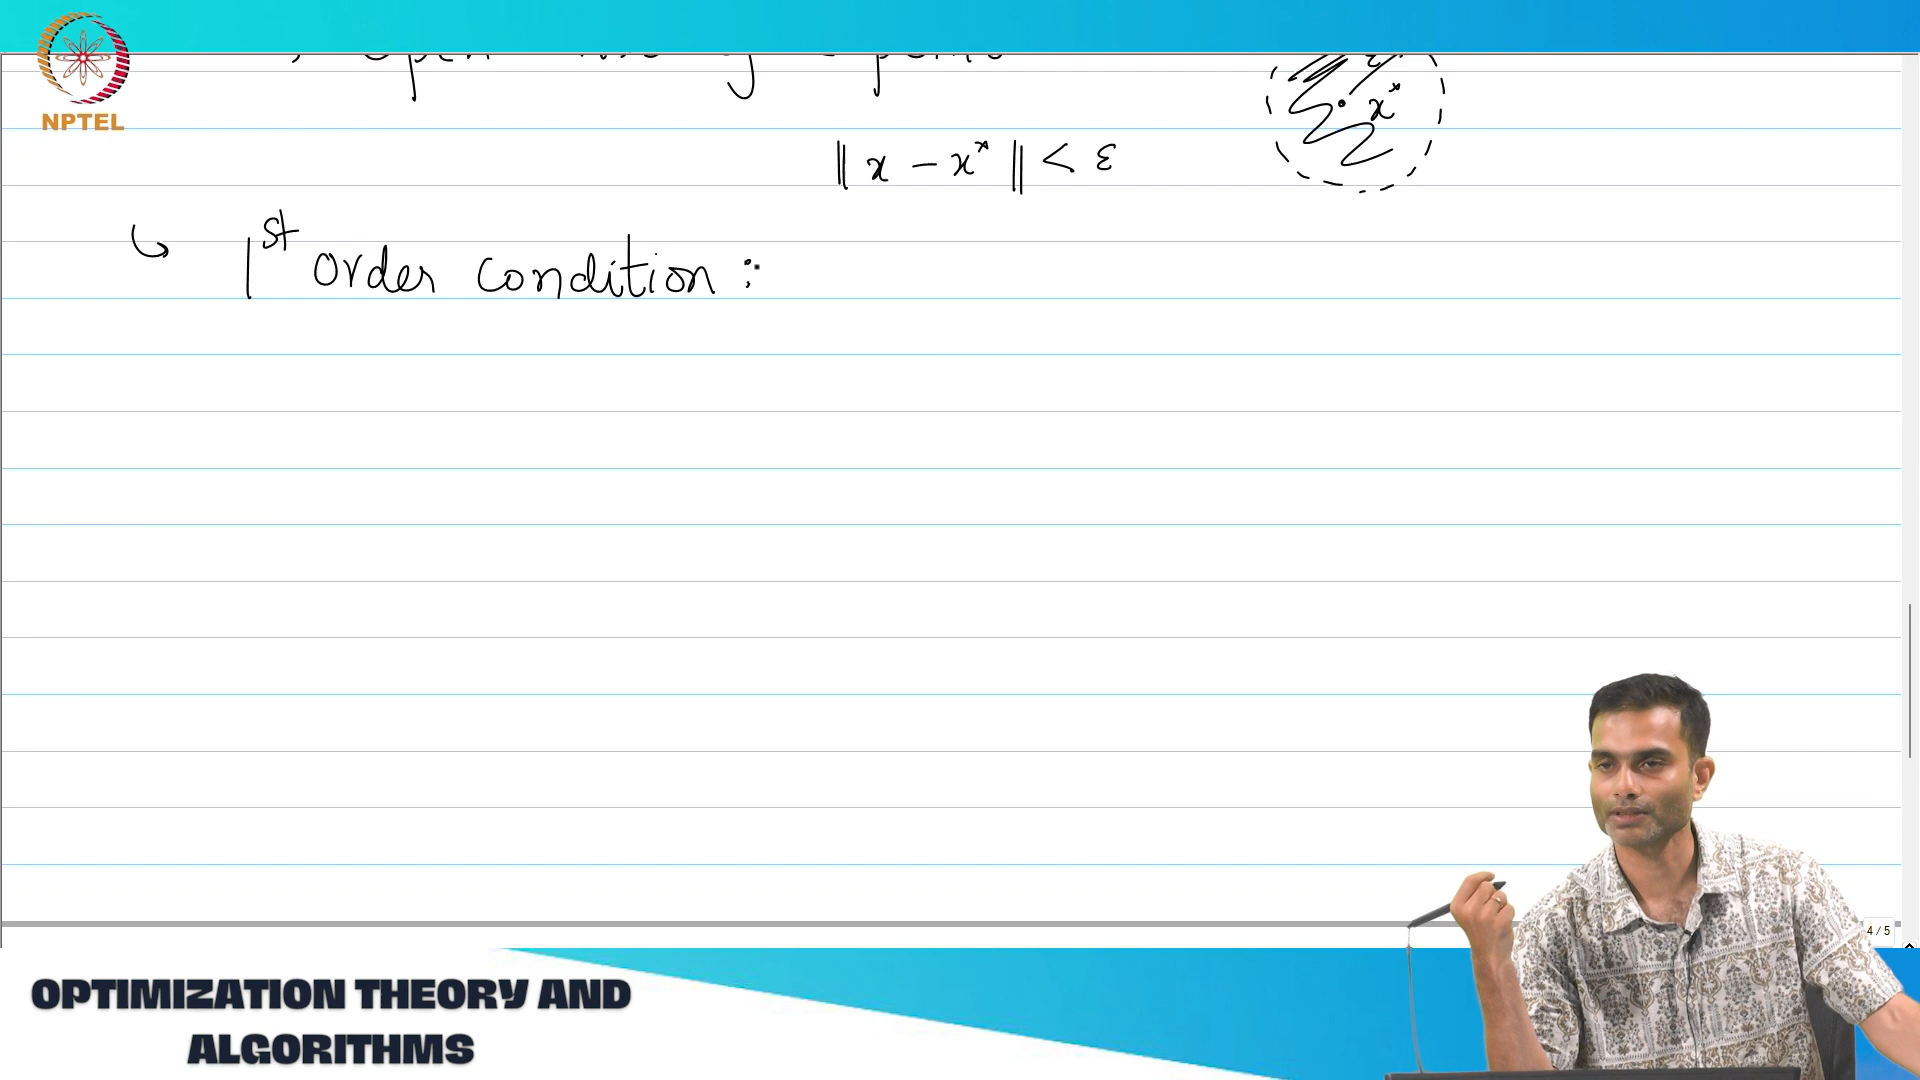 NPTEL
ε
x*
‖ x - x* ‖ < ε
↳ 1st order condition :
4 / 5
OPTIMIZATION THEORY AND
ALGORITHMS